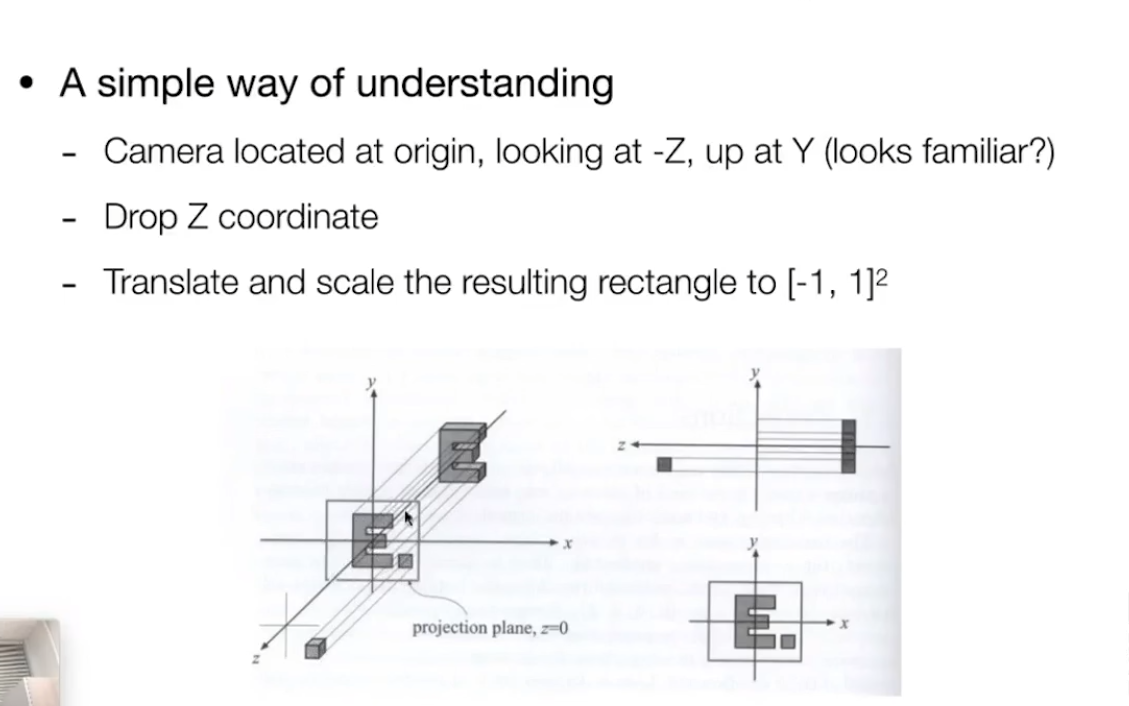 • A simple way of understanding
- Camera located at origin, looking at -Z, up at Y (looks familiar?)
- Drop Z coordinate
- Translate and scale the resulting rectangle to [-1, 1]²
y
x
z
projection plane, z=0
y
z
y
x